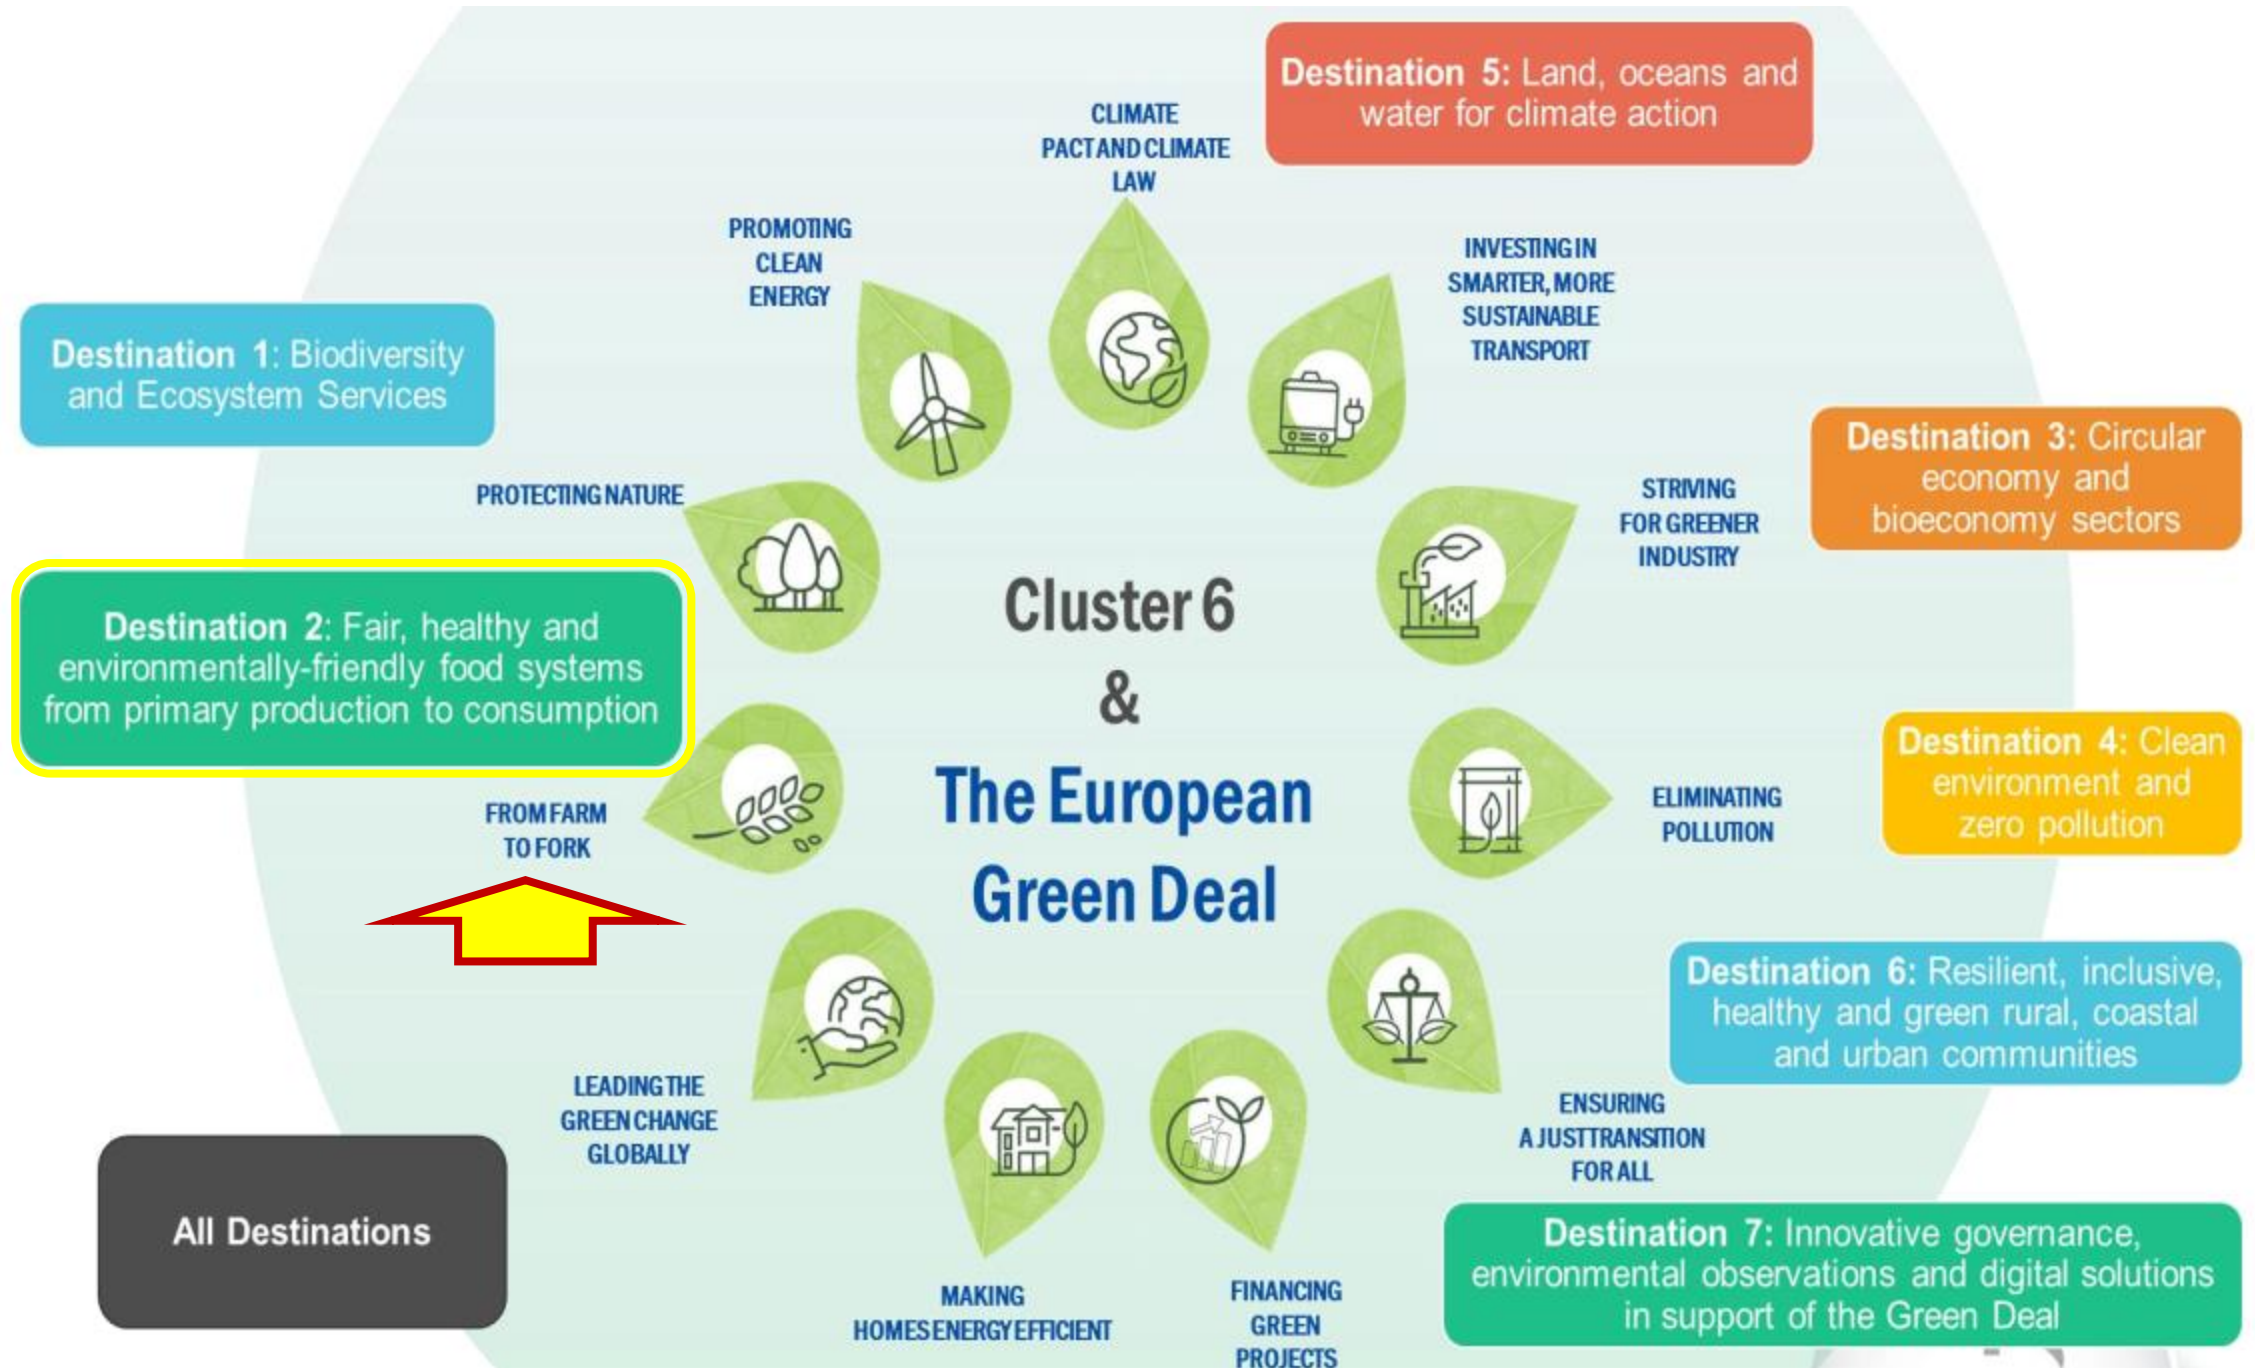 Destination 5: Land, oceans and
water for climate action
CLIMATE
PACT AND CLIMATE
LAW
PROMOTING
CLEAN
ENERGY
INVESTING IN
SMARTER, MORE
SUSTAINABLE
TRANSPORT
Destination 1: Biodiversity
and Ecosystem Services
Destination 3: Circular
economy and
bioeconomy sectors
PROTECTING NATURE
STRIVING
FOR GREENER
INDUSTRY
Destination 2: Fair, healthy and
environmentally-friendly food systems
from primary production to consumption
Cluster 6
&
The European
Green Deal
Destination 4: Clean
environment and
zero pollution
FROM FARM
TO FORK
ELIMINATING
POLLUTION
Destination 6: Resilient, inclusive,
healthy and green rural, coastal
and urban communities
LEADING THE
GREEN CHANGE
GLOBALLY
ENSURING
A JUST TRANSITION
FOR ALL
All Destinations
Destination 7: Innovative governance,
environmental observations and digital solutions
in support of the Green Deal
MAKING
HOMES ENERGY EFFICIENT
FINANCING
GREEN
PROJECTS